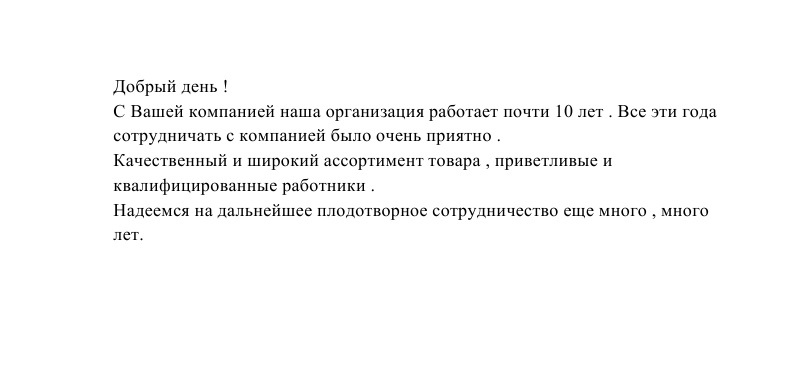 Добрый день !
С Вашей компанией наша организация работает почти 10 лет . Все эти года
сотрудничать с компанией было очень приятно .
Качественный и широкий ассортимент товара , приветливые и
квалифицированные работники .
Надеемся на дальнейшее плодотворное сотрудничество еще много , много
лет.